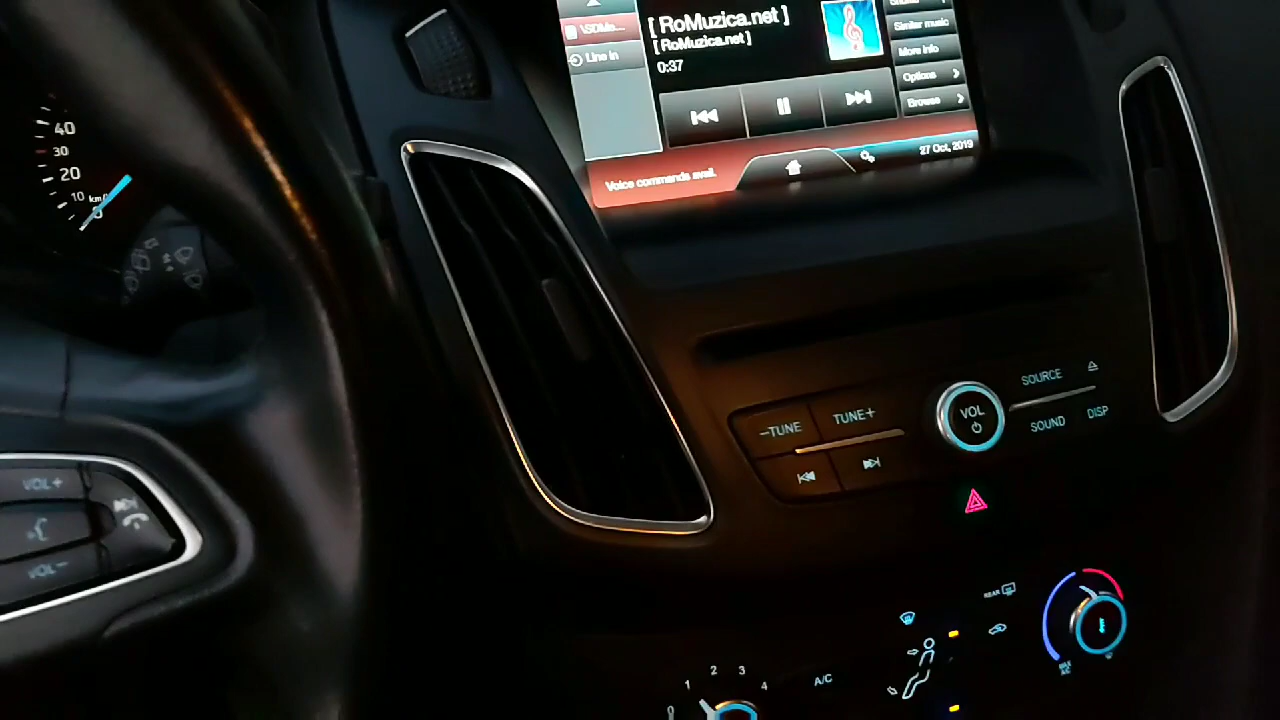 [ RoMuzica.net ]
[ RoMuzica.net ]
0:37
Line in
Similar music
More info
Options
Browse
Voice commands avail.
27 Oct, 2019
40
30
20
10
0
-TUNE
TUNE+
VOL
SOURCE
SOUND
DISP
VOL+
VOL-
REAR
MAX
A/C
A/C
0
1
2
3
4